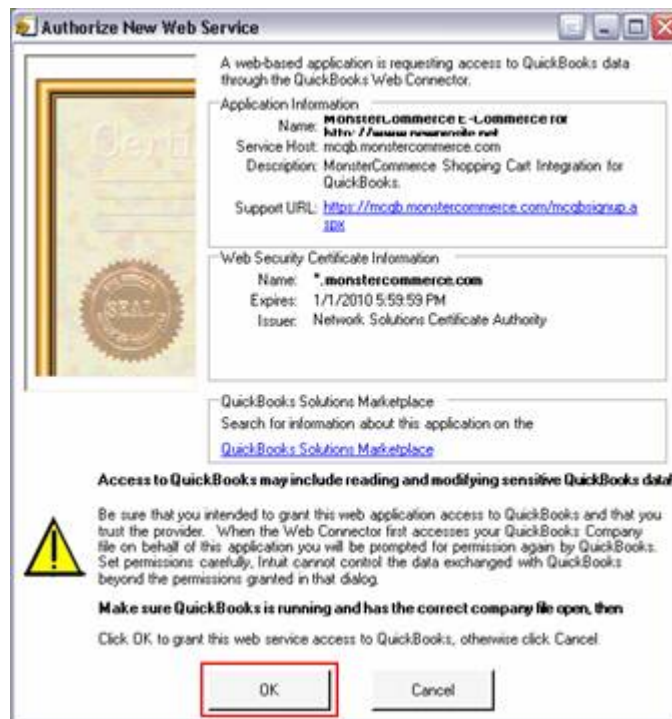 Authorize New Web Service
A web-based application is requesting access to QuickBooks data
through the QuickBooks Web Connector.
Application Information
Name: MonsterCommerce E-Commerce for
Service Host: mcqb.monstercommerce.com
Description: MonsterCommerce Shopping Cart Integration for
QuickBooks.
Support URL: https://mcqb.monstercommerce.com/mcqbsignup.a
spx
Web Security Certificate Information
Name: *.monstercommerce.com
Expires: 1/1/2010 5:59:59 PM
Issuer: Network Solutions Certificate Authority
SEAL
QuickBooks Solutions Marketplace
Search for information about this application on the
QuickBooks Solutions Marketplace
Access to QuickBooks may include reading and modifying sensitive QuickBooks data!
Be sure that you intended to grant this web application access to QuickBooks and that you
trust the provider. When the Web Connector first accesses your QuickBooks Company
file on behalf of this application you will be prompted for permission again by QuickBooks.
Set permissions carefully, Intuit cannot control the data exchanged with QuickBooks
beyond the permissions granted in that dialog.
Make sure QuickBooks is running and has the correct company file open, then
Click OK to grant this web service access to QuickBooks, otherwise click Cancel
OK
Cancel